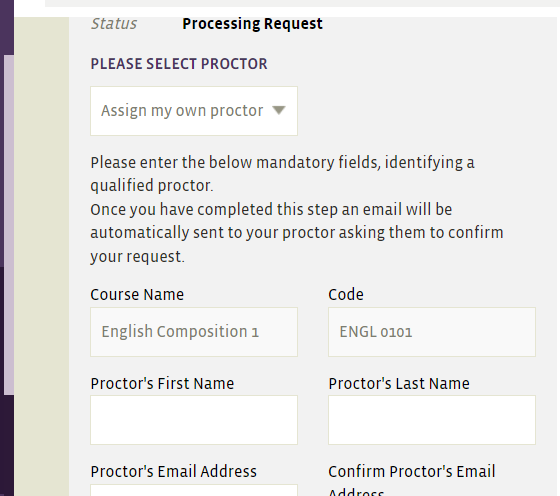 Status Processing Request
PLEASE SELECT PROCTOR
Assign my own proctor
Please enter the below mandatory fields, identifying a
qualified proctor.
Once you have completed this step an email will be
automatically sent to your proctor asking them to confirm
your request.
Course Name Code
English Composition 1 ENGL 0101
Proctor's First Name Proctor's Last Name
Proctor's Email Address Confirm Proctor's Email
Address